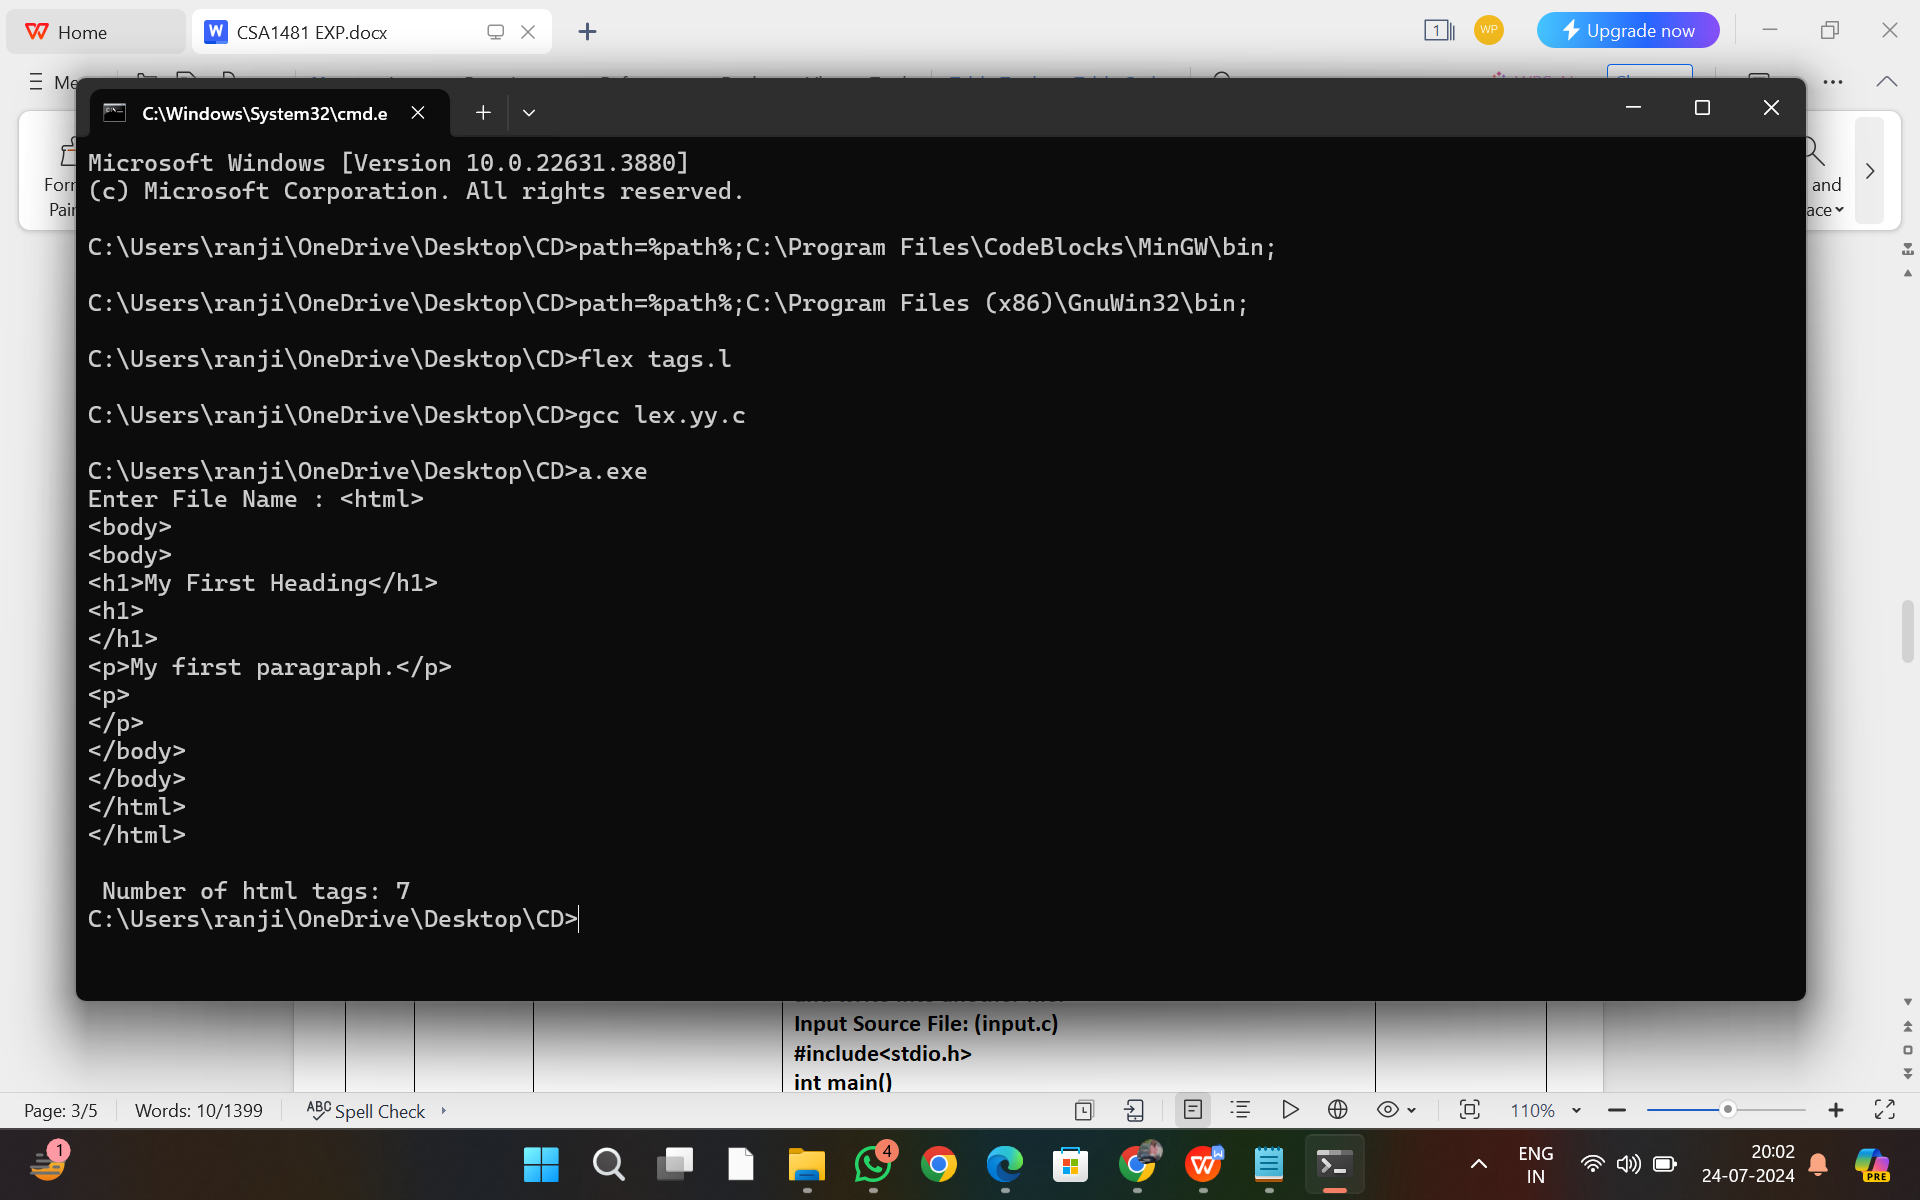 Home
CSA1481 EXP.docx
1
WP
Upgrade now
C:\Windows\System32\cmd.e
Microsoft Windows [Version 10.0.22631.3880]
(c) Microsoft Corporation. All rights reserved.
and
C:\Users\ranji\OneDrive\Desktop\CD>path=%path%;C:\Program Files\CodeBlocks\MinGW\bin;
C:\Users\ranji\OneDrive\Desktop\CD>path=%path%;C:\Program Files (x86)\GnuWin32\bin;
C:\Users\ranji\OneDrive\Desktop\CD>flex tags.l
C:\Users\ranji\OneDrive\Desktop\CD>gcc lex.yy.c
C:\Users\ranji\OneDrive\Desktop\CD>a.exe
Enter File Name : <html>
<body>
<body>
<h1>My First Heading</h1>
<h1>
</h1>
<p>My first paragraph.</p>
<p>
</p>
</body>
</body>
</html>
</html>
Number of html tags: 7
C:\Users\ranji\OneDrive\Desktop\CD>
Input Source File: (input.c)
#include<stdio.h>
int main()
Page: 3/5
Words: 10/1399
ABC Spell Check
110%
1
4
ENG
IN
20:02
24-07-2024
PRE